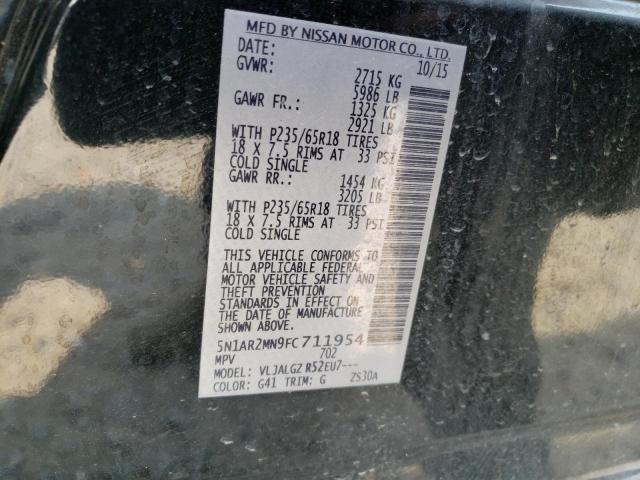 MFD BY NISSAN MOTOR CO., LTD.
DATE: 10/15
GVWR: 2715 KG
5986 LB
GAWR FR.: 1325 KG
2921 LB
WITH P235/65R18 TIRES
18 X 7.5 RIMS AT 33 PSI
COLD SINGLE
GAWR RR.: 1454 KG
3205 LB
WITH P235/65R18 TIRES
18 X 7.5 RIMS AT 33 PSI
COLD SINGLE
THIS VEHICLE CONFORMS TO
ALL APPLICABLE FEDERAL
MOTOR VEHICLE SAFETY AND
THEFT PREVENTION
STANDARDS IN EFFECT ON
THE DATE OF MANUFACTURE
SHOWN ABOVE.
5N1AR2MN9FC711954
MPV 702
MODEL: VLJALGZ R52EU7---
COLOR: G41 TRIM: G ZS30A